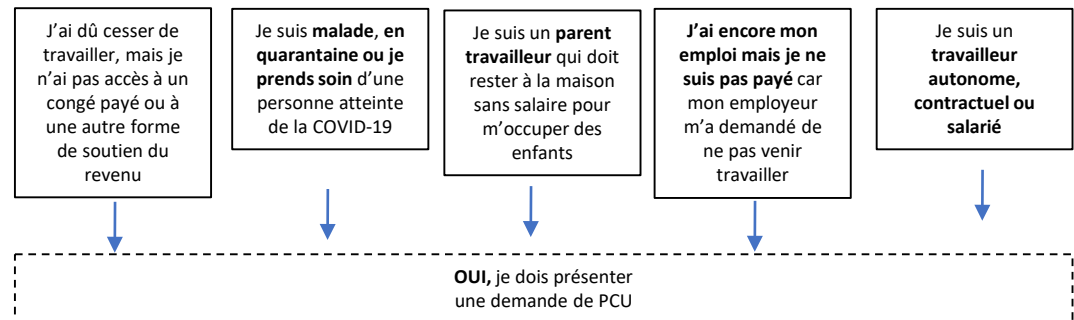 J’ai dû cesser de
travailler, mais je
n’ai pas accès à un
congé payé ou à
une autre forme
de soutien du
revenu
Je suis malade, en
quarantaine ou je
prends soin d’une
personne atteinte
de la COVID-19
Je suis un parent
travailleur qui doit
rester à la maison
sans salaire pour
m’occuper des
enfants
J’ai encore mon
emploi mais je ne
suis pas payé car
mon employeur
m’a demandé de
ne pas venir
travailler
Je suis un
travailleur
autonome,
contractuel ou
salarié
OUI, je dois présenter
une demande de PCU